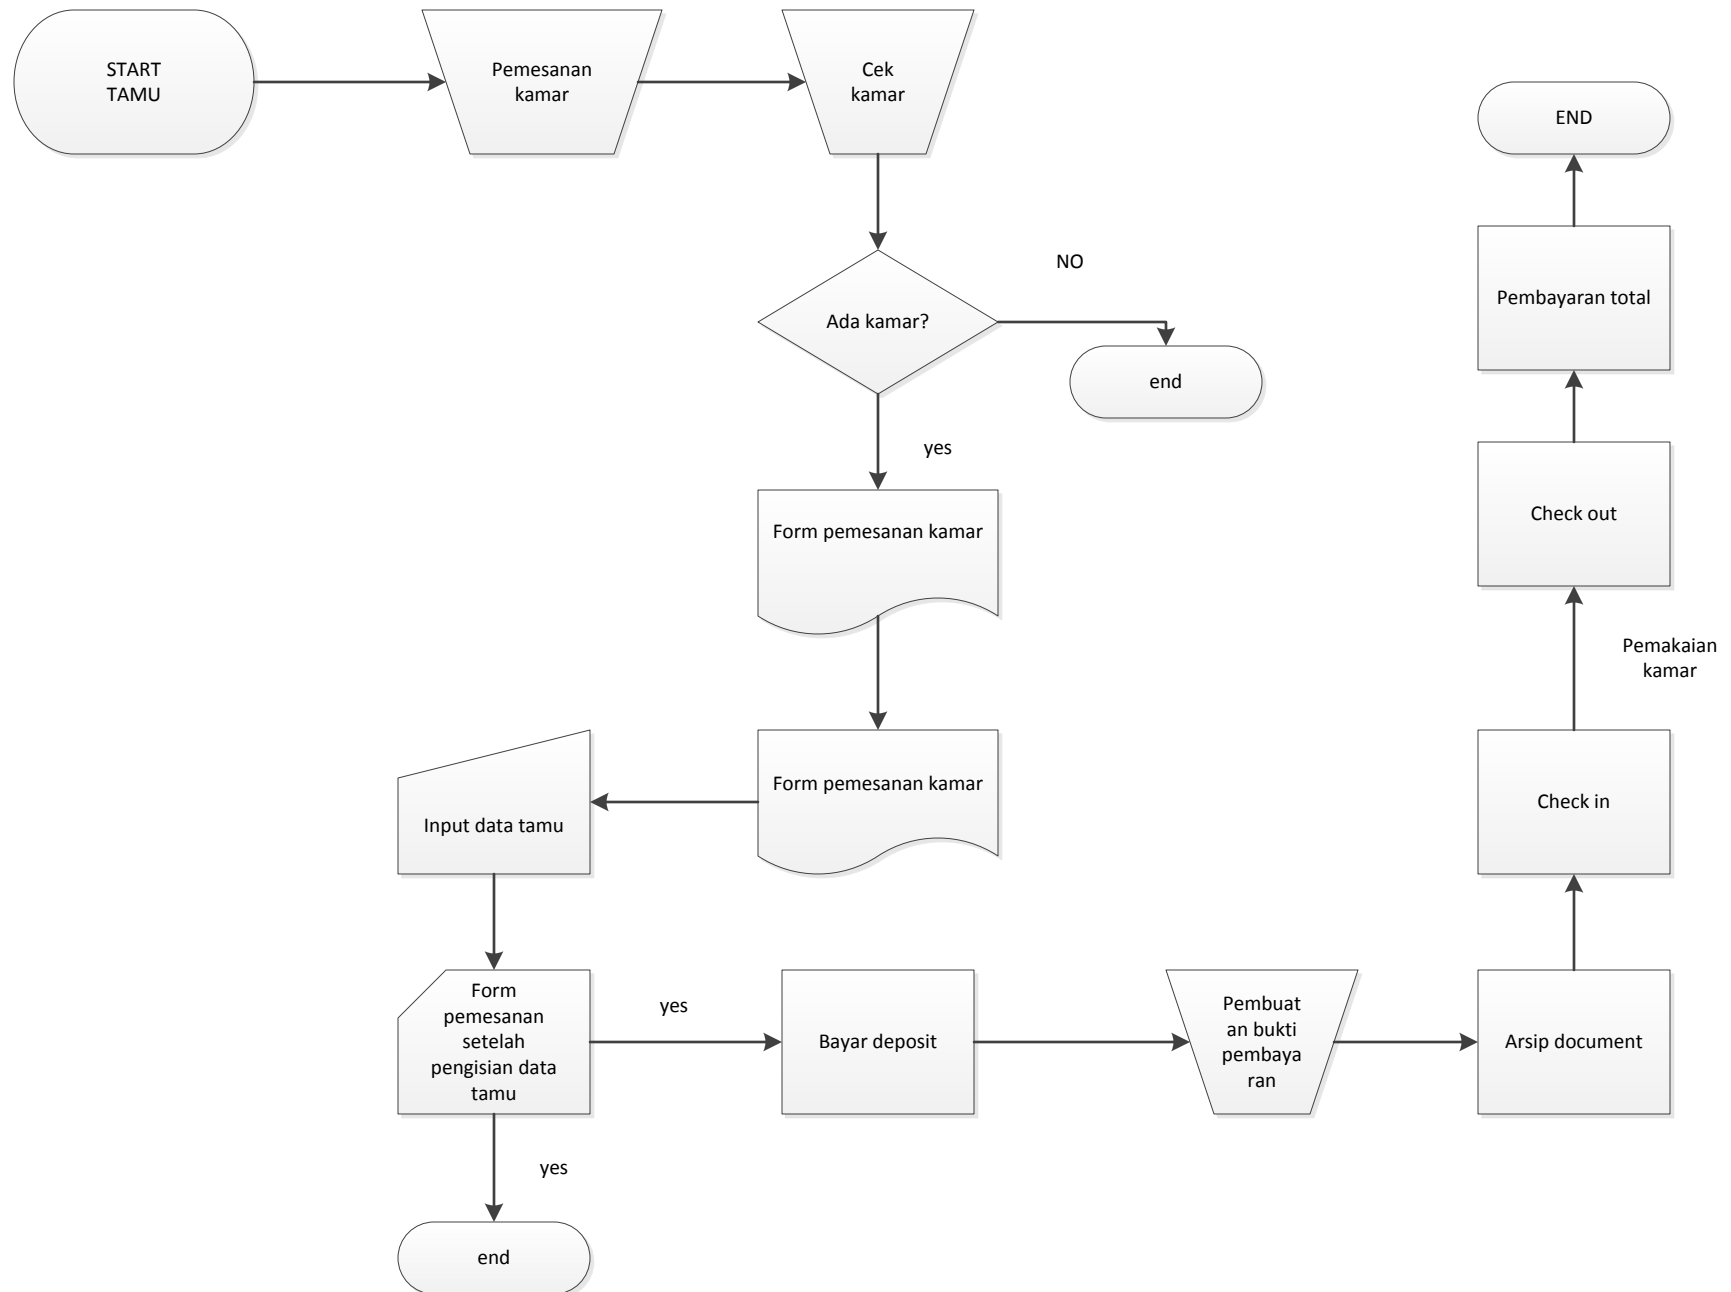 START
TAMU
Pemesanan
kamar
Cek
kamar
Ada kamar?
NO
end
yes
Form pemesanan kamar
Form pemesanan kamar
Input data tamu
Form
pemesanan
setelah
pengisian data
tamu
yes
end
yes
Bayar deposit
Pembuat
an bukti
pembaya
ran
Arsip document
Check in
Pemakaian
kamar
Check out
Pembayaran total
END